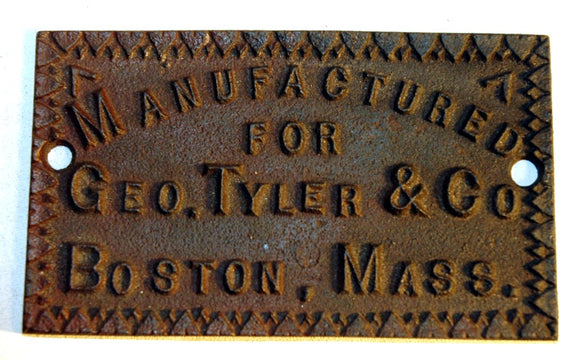 MANUFACTURED
FOR
GEO. TYLER & CO
BOSTON, MASS.